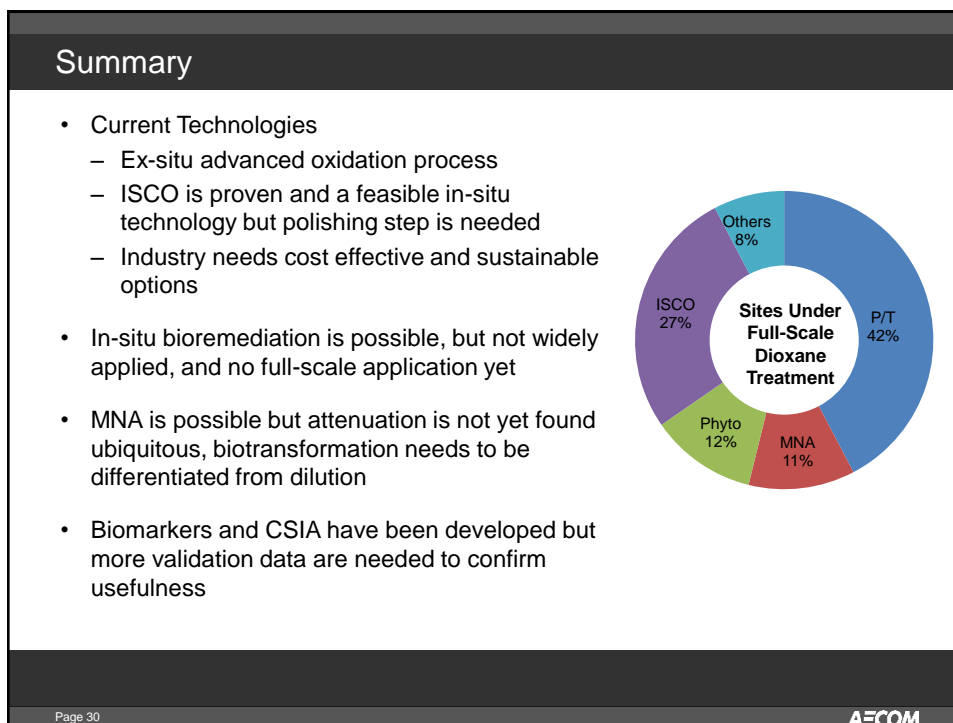 Summary
• Current Technologies
– Ex-situ advanced oxidation process
– ISCO is proven and a feasible in-situ
technology but polishing step is needed
– Industry needs cost effective and sustainable
options
• In-situ bioremediation is possible, but not widely
applied, and no full-scale application yet
• MNA is possible but attenuation is not yet found
ubiquitous, biotransformation needs to be
differentiated from dilution
• Biomarkers and CSIA have been developed but
more validation data are needed to confirm
usefulness
Others
8%
ISCO
27%
Sites Under
Full-Scale
Dioxane
Treatment
P/T
42%
Phyto
12%
MNA
11%
Page 30
AECOM